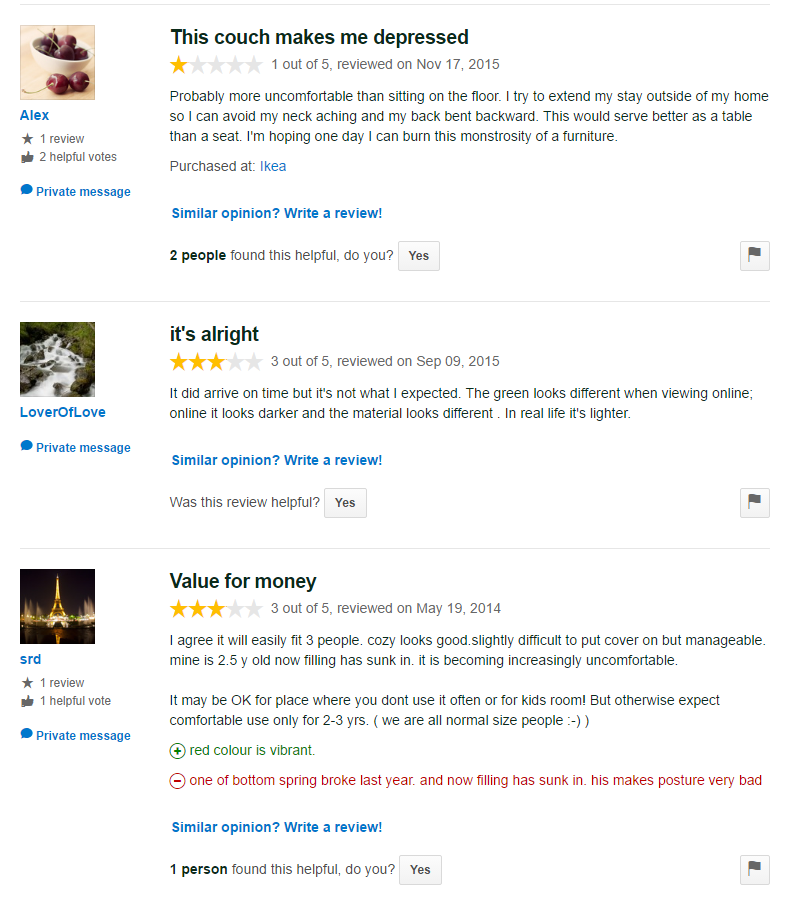 This couch makes me depressed
1 out of 5, reviewed on Nov 17, 2015
Alex
1 review
2 helpful votes
Private message
Probably more uncomfortable than sitting on the floor. I try to extend my stay outside of my home
so I can avoid my neck aching and my back bent backward. This would serve better as a table
than a seat. I'm hoping one day I can burn this monstrosity of a furniture.
Purchased at: Ikea
Similar opinion? Write a review!
2 people found this helpful, do you? Yes
it's alright
3 out of 5, reviewed on Sep 09, 2015
LoverOfLove
Private message
It did arrive on time but it's not what I expected. The green looks different when viewing online;
online it looks darker and the material looks different . In real life it's lighter.
Similar opinion? Write a review!
Was this review helpful? Yes
Value for money
3 out of 5, reviewed on May 19, 2014
srd
1 review
1 helpful vote
Private message
I agree it will easily fit 3 people. cozy looks good.slightly difficult to put cover on but manageable.
mine is 2.5 y old now filling has sunk in. it is becoming increasingly uncomfortable.
It may be OK for place where you dont use it often or for kids room! But otherwise expect
comfortable use only for 2-3 yrs. ( we are all normal size people :-) )
red colour is vibrant.
one of bottom spring broke last year. and now filling has sunk in. his makes posture very bad
Similar opinion? Write a review!
1 person found this helpful, do you? Yes